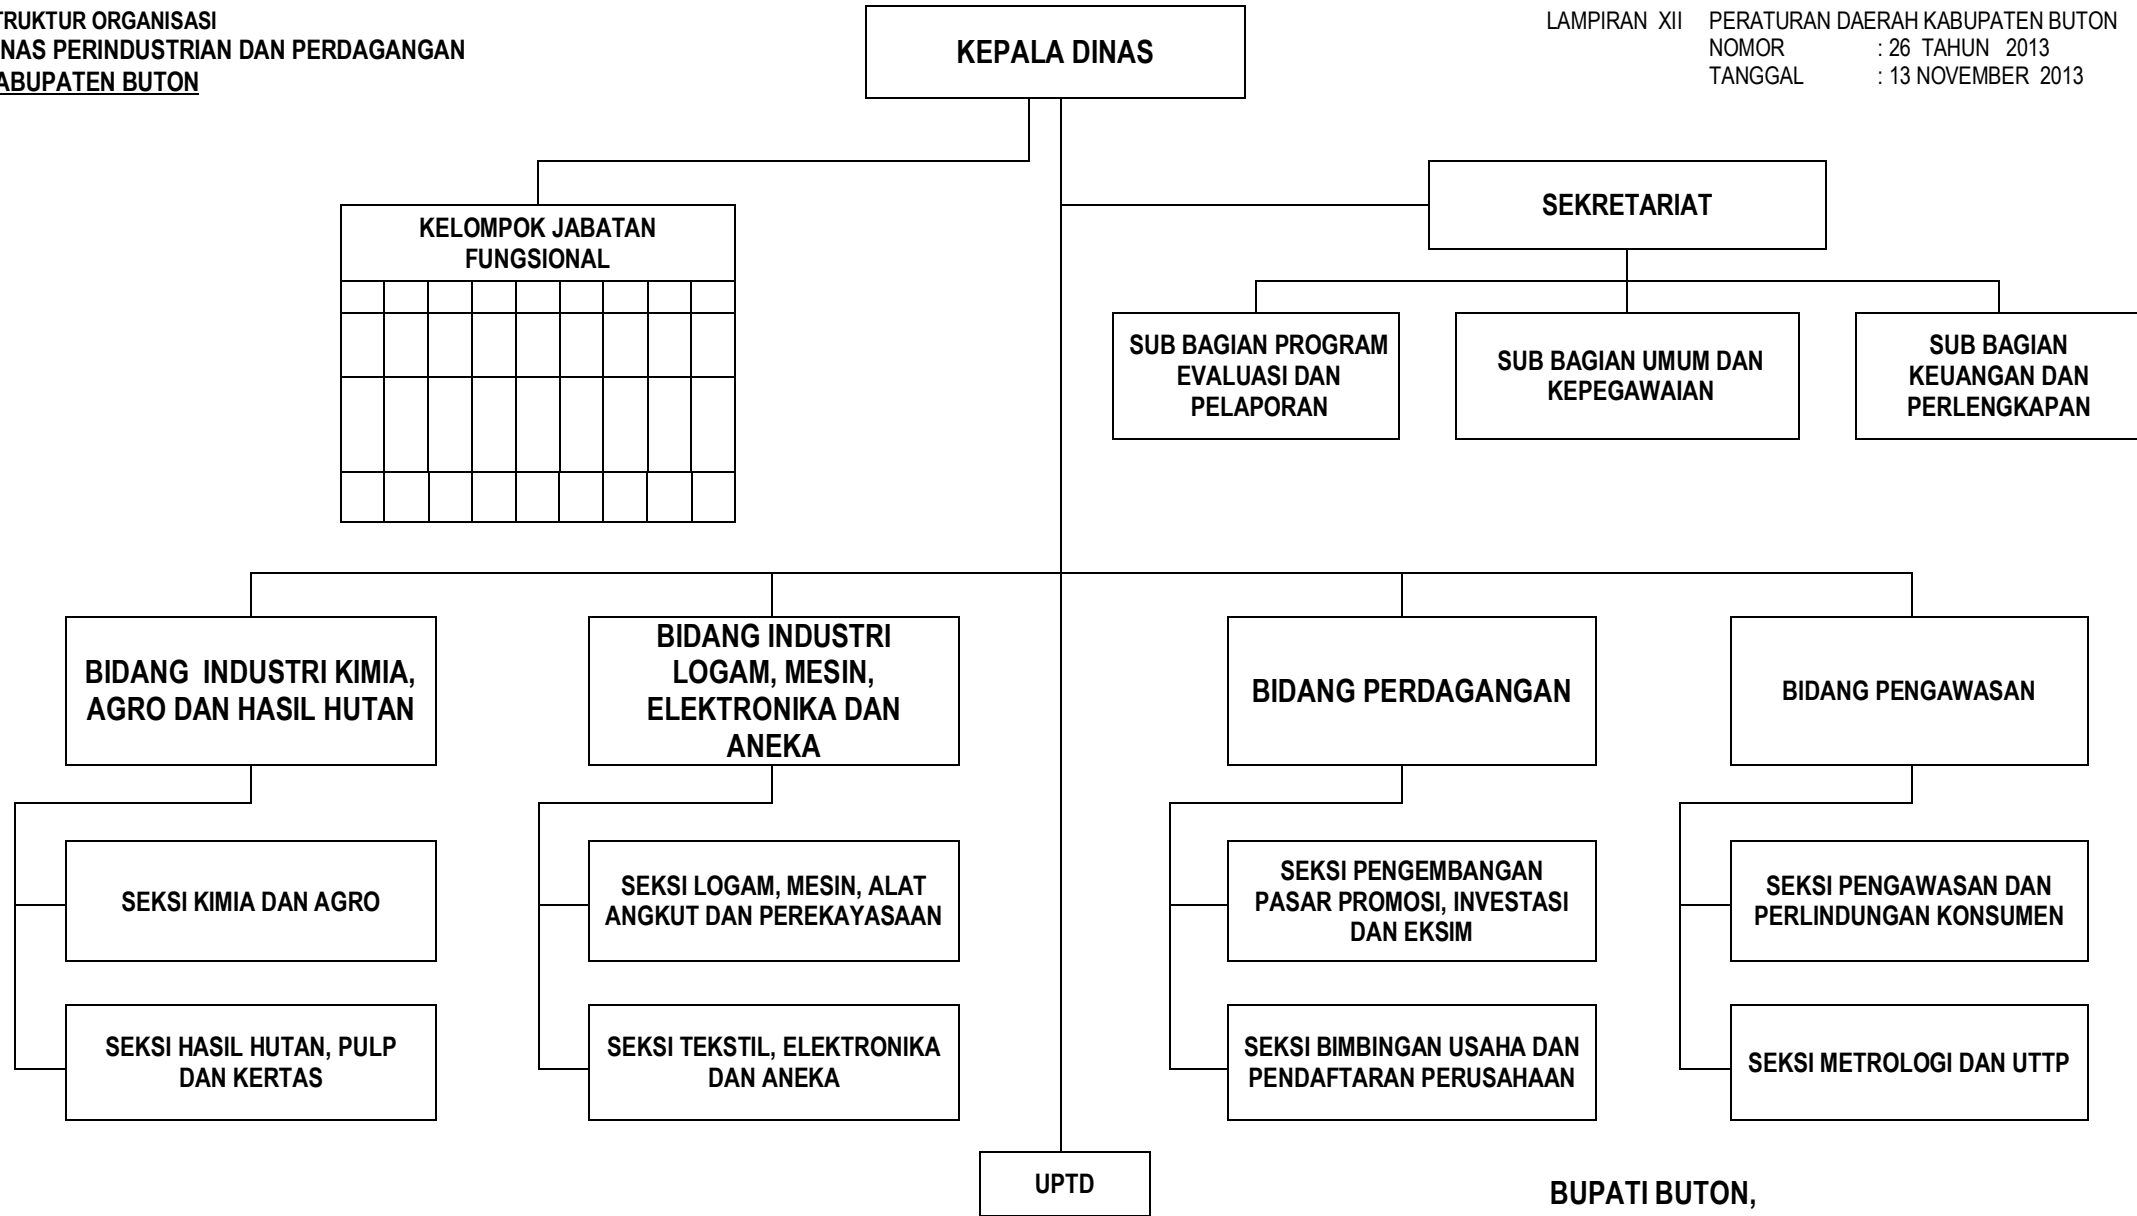 TRUKTUR ORGANISASI
NAS PERINDUSTRIAN DAN PERDAGANGAN
ABUPATEN BUTON
KEPALA DINAS
LAMPIRAN XII PERATURAN DAERAH KABUPATEN BUTON
NOMOR : 26 TAHUN 2013
TANGGAL : 13 NOVEMBER 2013
SEKRETARIAT
KELOMPOK JABATAN
FUNGSIONAL
SUB BAGIAN PROGRAM
EVALUASI DAN
PELAPORAN
SUB BAGIAN UMUM DAN
KEPEGAWAIAN
SUB BAGIAN
KEUANGAN DAN
PERLENGKAPAN
BIDANG INDUSTRI KIMIA,
AGRO DAN HASIL HUTAN
BIDANG INDUSTRI
LOGAM, MESIN,
ELEKTRONIKA DAN
ANEKA
BIDANG PERDAGANGAN
BIDANG PENGAWASAN
SEKSI KIMIA DAN AGRO
SEKSI LOGAM, MESIN, ALAT
ANGKUT DAN PEREKAYASAAN
SEKSI PENGEMBANGAN
PASAR PROMOSI, INVESTASI
DAN EKSIM
SEKSI PENGAWASAN DAN
PERLINDUNGAN KONSUMEN
SEKSI HASIL HUTAN, PULP
DAN KERTAS
SEKSI TEKSTIL, ELEKTRONIKA
DAN ANEKA
SEKSI BIMBINGAN USAHA DAN
PENDAFTARAN PERUSAHAAN
SEKSI METROLOGI DAN UTTP
UPTD
BUPATI BUTON,